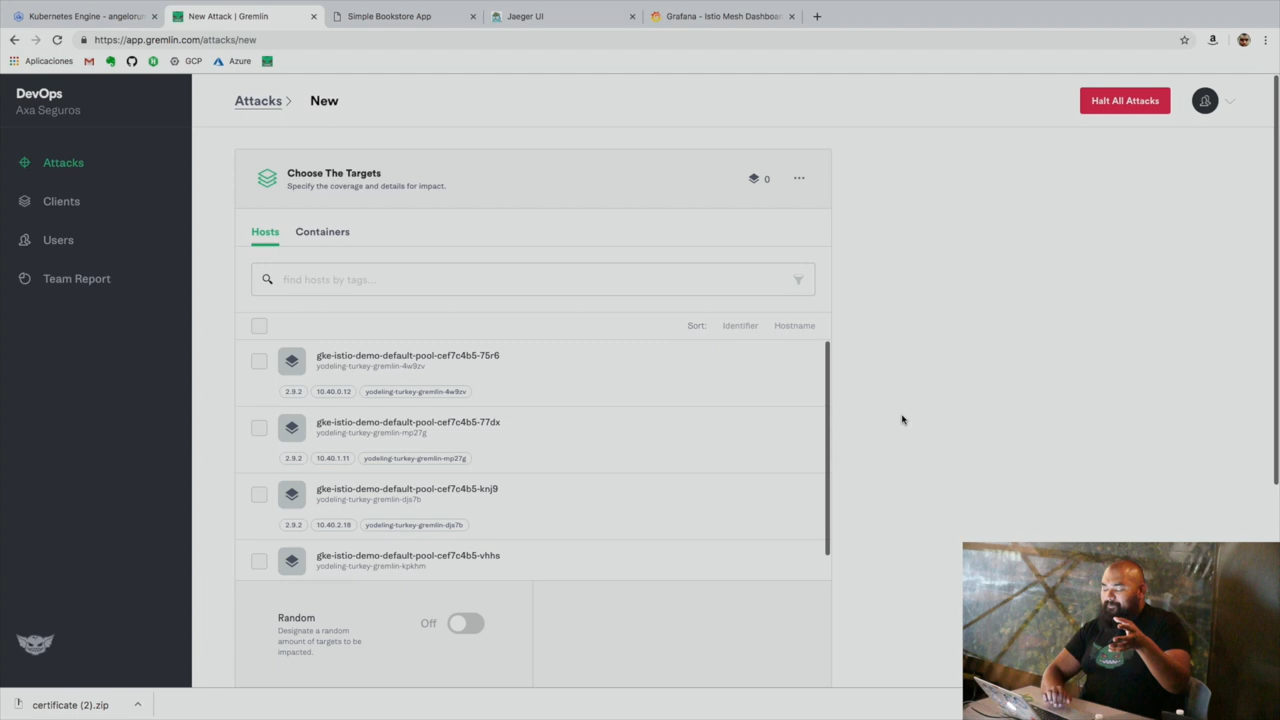 Kubernetes Engine - angelorun
New Attack | Gremlin
Simple Bookstore App
Jaeger UI
Grafana - Istio Mesh Dashboar
https://app.gremlin.com/attacks/new
Aplicaciones
GCP
Azure
DevOps
Axa Seguros
Attacks
Clients
Users
Team Report
Attacks > New
Halt All Attacks
Choose The Targets
Specify the coverage and details for impact.
0
Hosts
Containers
find hosts by tags...
Sort: Identifier Hostname
gke-istio-demo-default-pool-cef7c4b5-75r6
yodeling-turkey-gremlin-4w9zv
2.9.2 10.40.0.12 yodeling-turkey-gremlin-4w9zv
gke-istio-demo-default-pool-cef7c4b5-77dx
yodeling-turkey-gremlin-mp27g
2.9.2 10.40.1.11 yodeling-turkey-gremlin-mp27g
gke-istio-demo-default-pool-cef7c4b5-knj9
yodeling-turkey-gremlin-djs7b
2.9.2 10.40.2.18 yodeling-turkey-gremlin-djs7b
gke-istio-demo-default-pool-cef7c4b5-vhhs
yodeling-turkey-gremlin-kpkhm
Random
Off
Designate a random
amount of targets to be
impacted.
certificate (2).zip